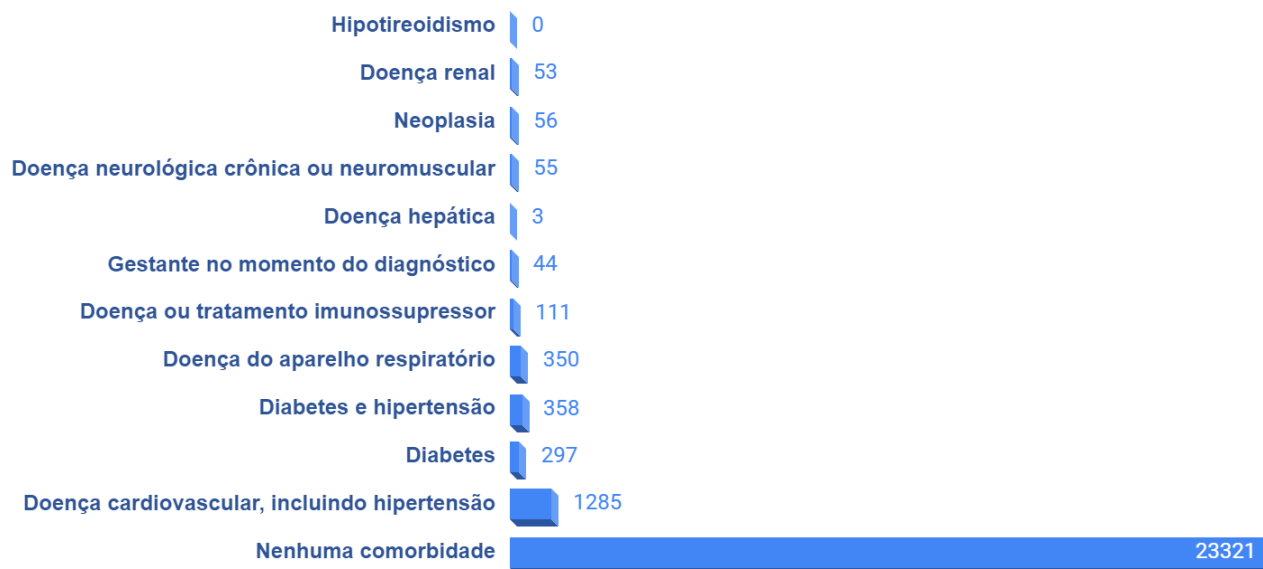 Hipotireoidismo 0
Doença renal 53
Neoplasia 56
Doença neurológica crônica ou neuromuscular 55
Doença hepática 3
Gestante no momento do diagnóstico 44
Doença ou tratamento imunossupressor 111
Doença do aparelho respiratório 350
Diabetes e hipertensão 358
Diabetes 297
Doença cardiovascular, incluindo hipertensão 1285
Nenhuma comorbidade 23321